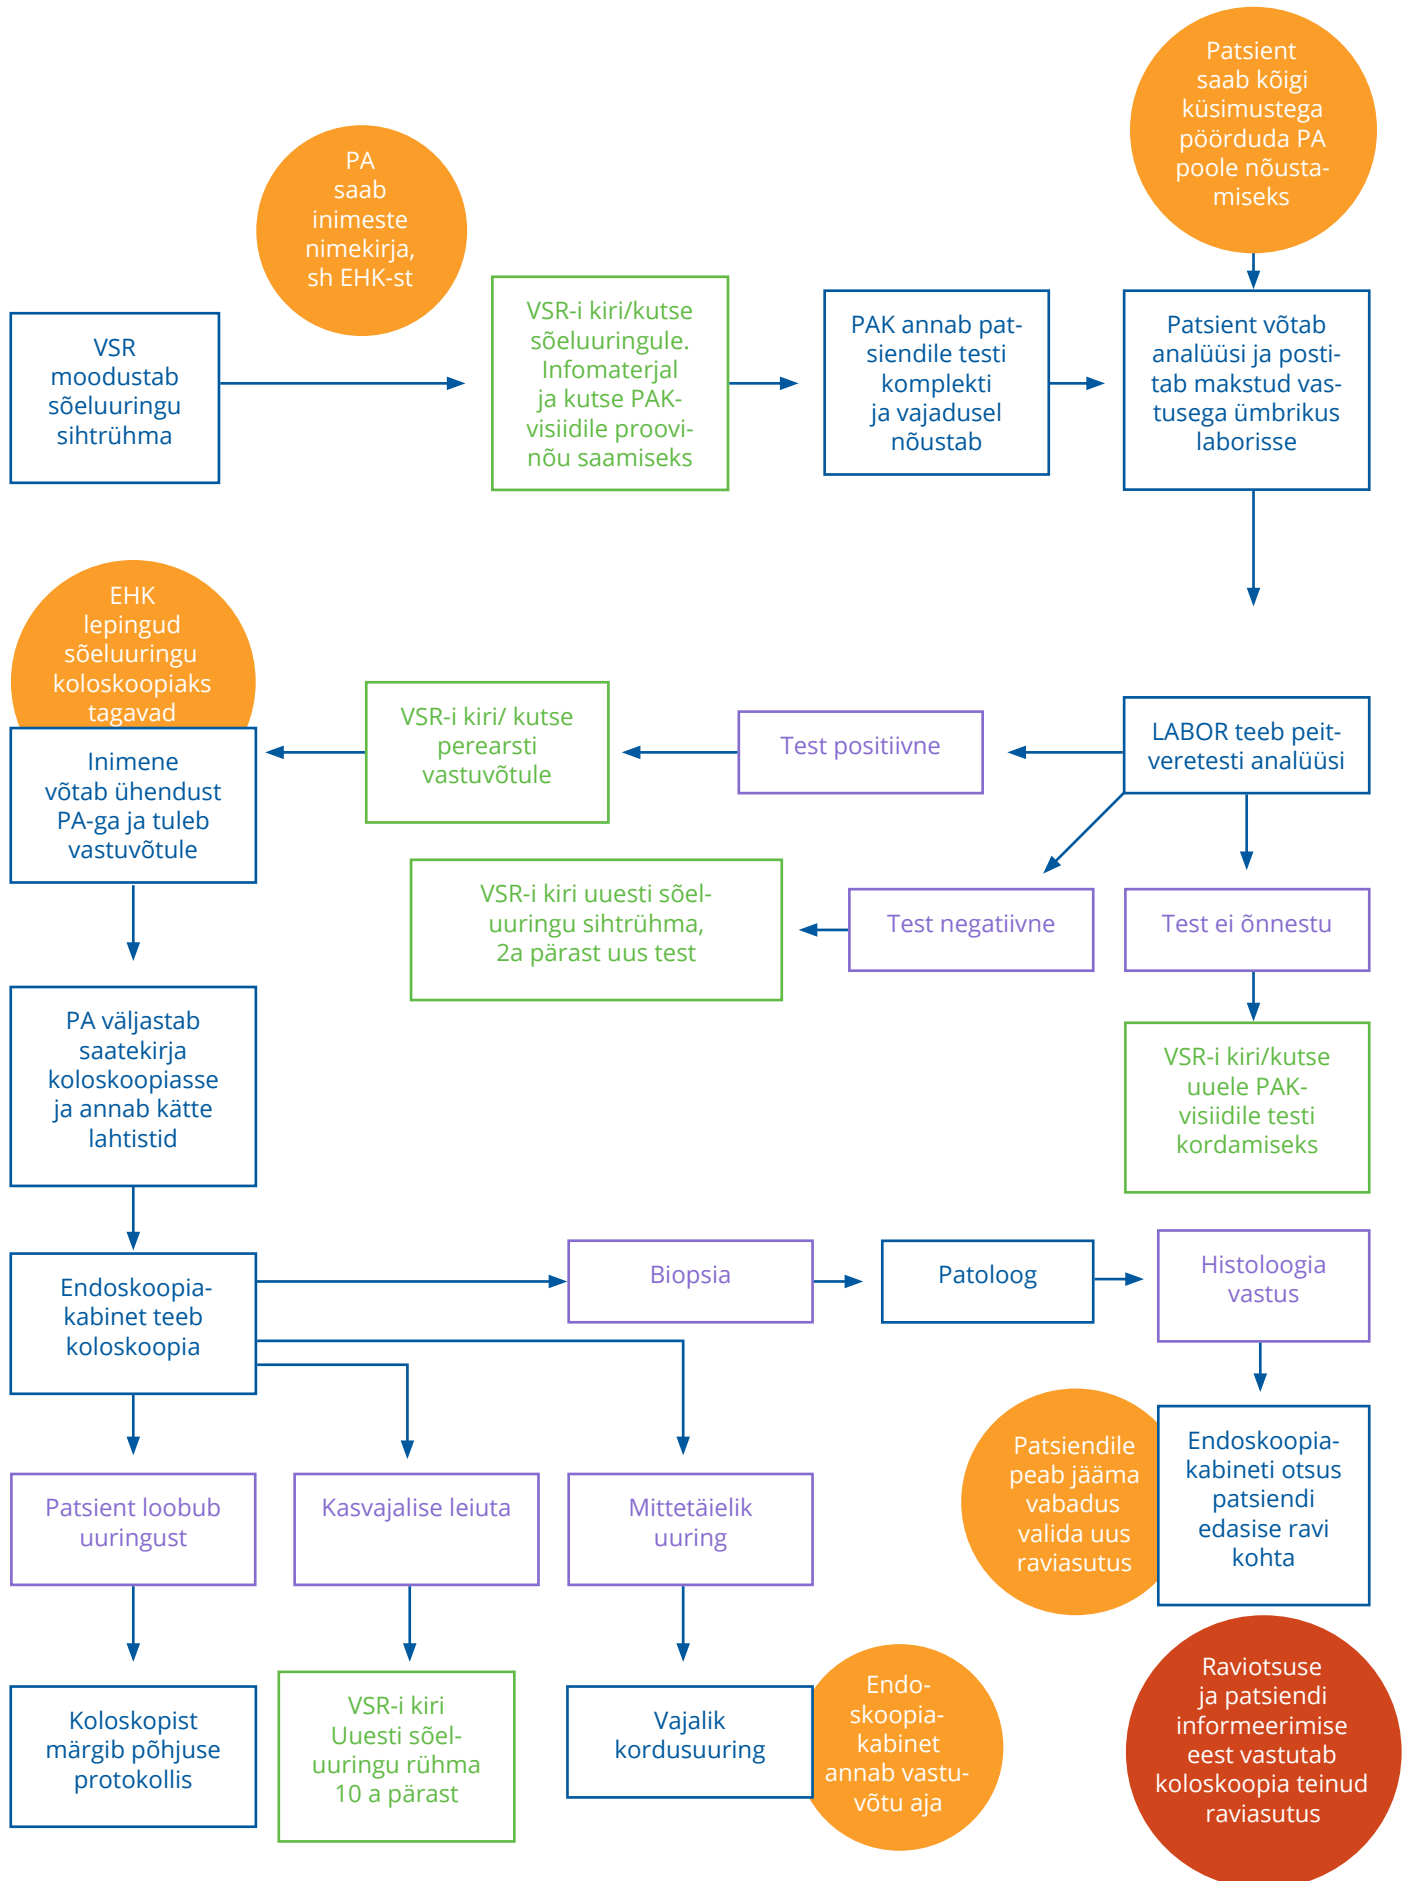 Patsient
saab kõigi
küsimustega
pöörduda PA
poole nõusta-
miseks
PA
saab
inimeste
nimekirja,
sh EHK-st
VSR
moodustab
sõeluuringu
sihtrühma
VSR-i kiri/kutse
sõeluuringule.
Infomaterjal
ja kutse PAK-
visiidile proovi-
nõu saamiseks
PAK annab pat-
siendile testi
komplekti
ja vajadusel
nõustab
Patsient võtab
analüüsi ja posti-
tab makstud vas-
tusega ümbrikus
laborisse
EHK
lepingud
sõeluuringu
koloskoopiaks
tagavad
Inimene
võtab ühendust
PA-ga ja tuleb
vastuvõtule
VSR-i kiri/ kutse
perearsti
vastuvõtule
Test positiivne
LABOR teeb peit-
veretesti analüüsi
VSR-i kiri uuesti sõel-
uuringu sihtrühma,
2a pärast uus test
Test negatiivne
Test ei õnnestu
VSR-i kiri/kutse
uuele PAK-
visiidile testi
kordamiseks
PA väljastab
saatekirja
koloskoopiasse
ja annab kätte
lahtistid
Endoskoopia-
kabinet teeb
koloskoopia
Biopsia
Patoloog
Histoloogia
vastus
Patsiendile
peab jääma
vabadus
valida uus
raviasutus
Endoskoopia-
kabineti otsus
patsiendi
edasise ravi
kohta
Patsient loobub
uuringust
Kasvajalise leiuta
Mittetäielik
uuring
Koloskopist
märgib põhjuse
protokollis
VSR-i kiri
Uuesti sõel-
uuringu rühma
10 a pärast
Vajalik
kordusuuring
Endo-
skoopia-
kabinet
annab vastu-
võtu aja
Raviotsuse
ja patsiendi
informeerimise
eest vastutab
koloskoopia teinud
raviasutus